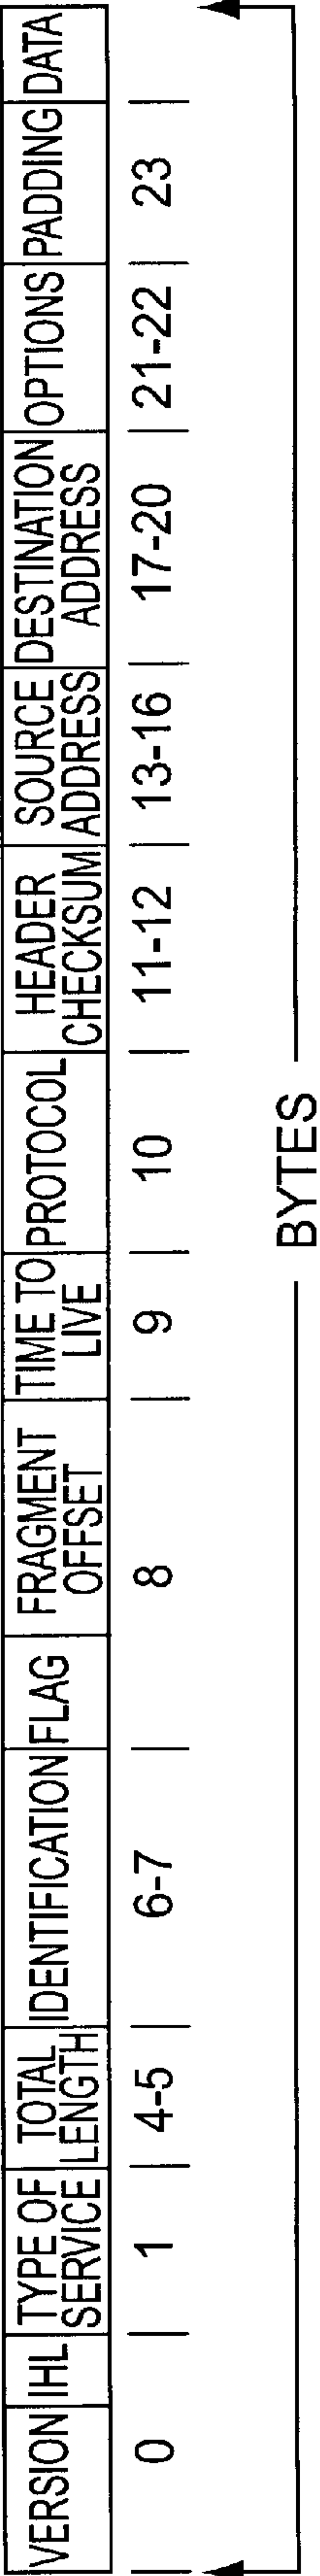 VERSION
IHL
TYPE OF
SERVICE
TOTAL
LENGTH
IDENTIFICATION
FLAG
FRAGMENT
OFFSET
TIME TO
LIVE
PROTOCOL
HEADER
CHECKSUM
SOURCE
ADDRESS
DESTINATION
ADDRESS
OPTIONS
PADDING
DATA
0
1
4-5
6-7
8
9
10
11-12
13-16
17-20
21-22
23
BYTES